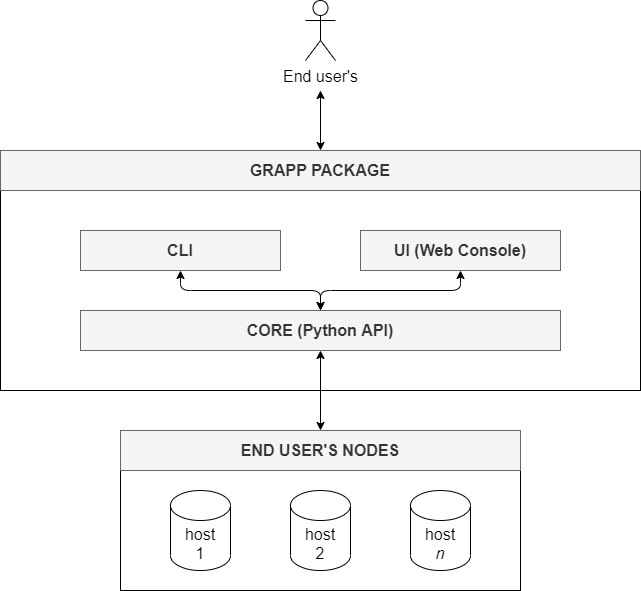 End user's
GRAPP PACKAGE
CLI
UI (Web Console)
CORE (Python API)
END USER'S NODES
host
1
host
2
host
n